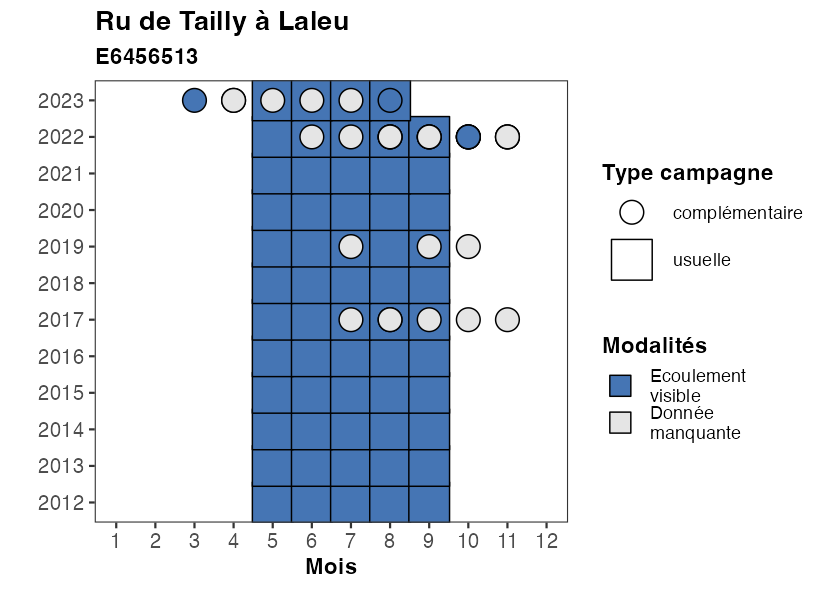 Ru de Tailly à Laleu
E6456513
2023
2022
2021
2020
2019
2018
2017
2016
2015
2014
2013
2012
1 2 3 4 5 6 7 8 9 10 11 12
Mois
Type campagne
complémentaire
usuelle
Modalités
Ecoulement
visible
Donnée
manquante